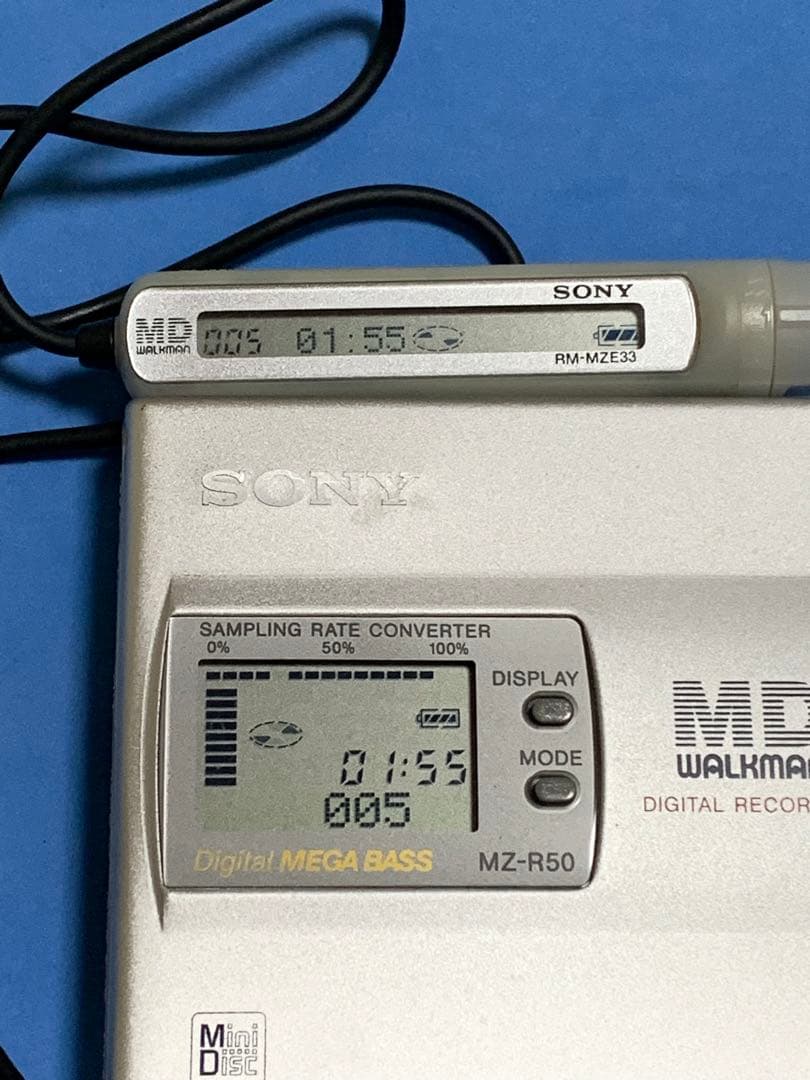 SONY
MD
WALKMAN
005 01:55
RM-MZE33
SONY
SAMPLING RATE CONVERTER
0% 50% 100%
DISPLAY
MODE
01:55
005
Digital MEGA BASS
MZ-R50
MD
WALKMAN
DIGITAL RECOR
Mini
Disc